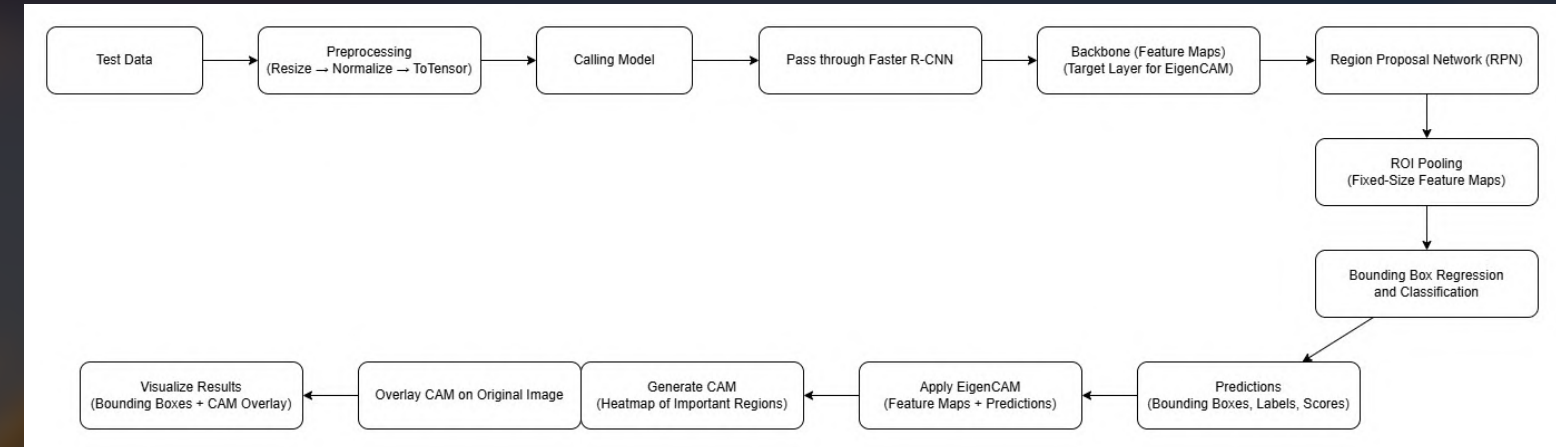 Test Data
Preprocessing
(Resize → Normalize → ToTensor)
Calling Model
Pass through Faster R-CNN
Backbone (Feature Maps)
(Target Layer for EigenCAM)
Region Proposal Network (RPN)
ROI Pooling
(Fixed-Size Feature Maps)
Bounding Box Regression
and Classification
Predictions
(Bounding Boxes, Labels, Scores)
Apply EigenCAM
(Feature Maps + Predictions)
Generate CAM
(Heatmap of Important Regions)
Overlay CAM on Original Image
Visualize Results
(Bounding Boxes + CAM Overlay)